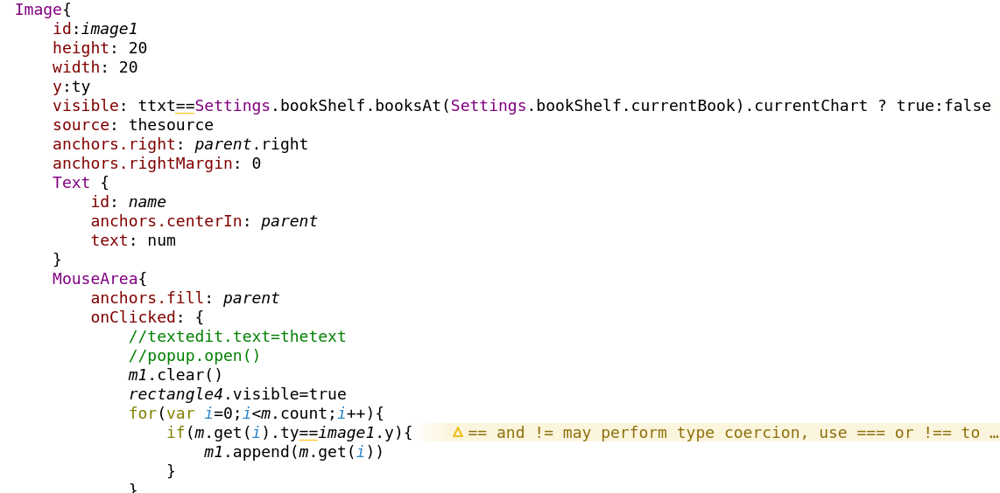 Image{
id:image1
height: 20
width: 20
y:ty
visible: ttxt==Settings.bookShelf.booksAt(Settings.bookShelf.currentBook).currentChart ? true:false
source: thesource
anchors.right: parent.right
anchors.rightMargin: 0
Text {
id: name
anchors.centerIn: parent
text: num
}
MouseArea{
anchors.fill: parent
onClicked: {
//textedit.text=thetext
//popup.open()
m1.clear()
rectangle4.visible=true
for(var i=0;i<m.count;i++){
if(m.get(i).ty==image1.y){ == and != may perform type coercion, use === or !== to …
m1.append(m.get(i))
}
}